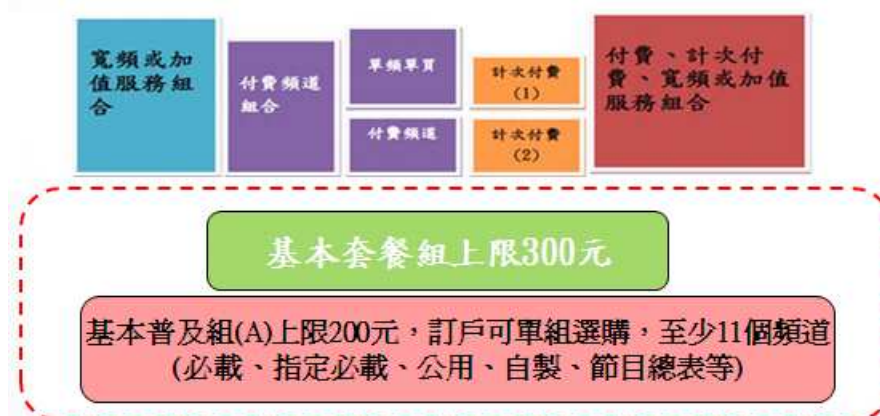 寬頻或加
值服務組
合
付費頻道
組合
單頻單買
付費頻道
計次付費
(1)
計次付費
(2)
付費、計次付
費、寬頻或加值
服務組合
基本套餐組上限300元
基本普及組(A)上限200元，訂戶可單組選購，至少11個頻道
(必載、指定必載、公用、自製、節目總表等)